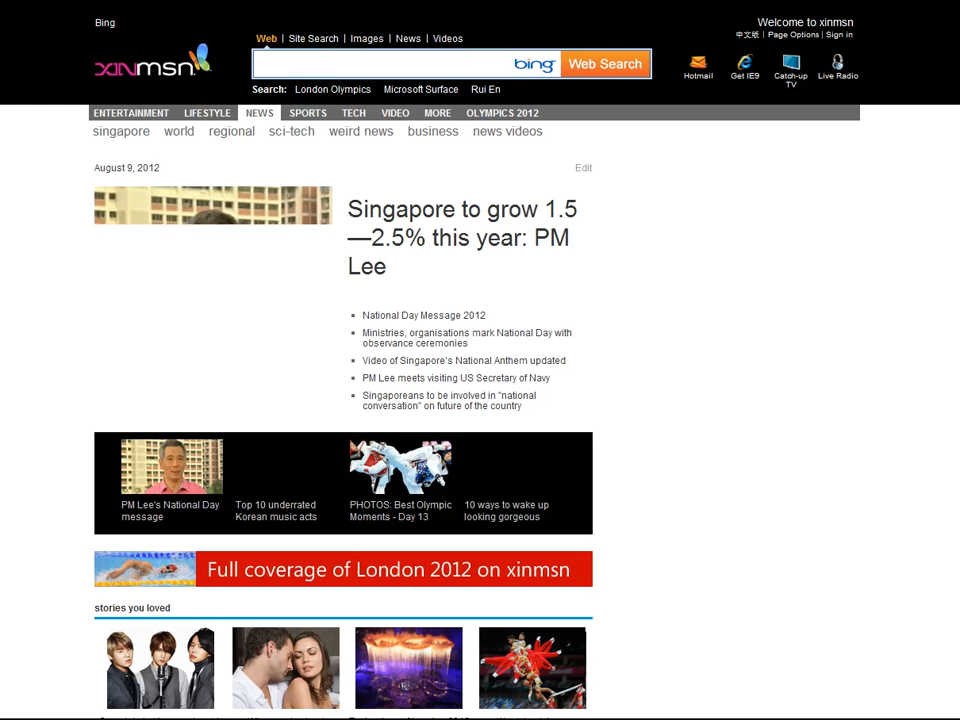 Bing
Welcome to xinmsn
中文版 | Page Options | Sign in
Web | Site Search | Images | News | Videos
xinmsn
bing
Web Search
Hotmail
Get IE9
Catch-up TV
Live Radio
Search: London Olympics Microsoft Surface Rui En
ENTERTAINMENT LIFESTYLE NEWS SPORTS TECH VIDEO MORE OLYMPICS 2012
singapore world regional sci-tech weird news business news videos
August 9, 2012
Edit
Singapore to grow 1.5
—2.5% this year: PM
Lee
National Day Message 2012
Ministries, organisations mark National Day with
observance ceremonies
Video of Singapore's National Anthem updated
PM Lee meets visiting US Secretary of Navy
Singaporeans to be involved in "national
conversation" on future of the country
PM Lee's National Day
message
Top 10 underrated
Korean music acts
PHOTOS: Best Olympic
Moments - Day 13
10 ways to wake up
looking gorgeous
Full coverage of London 2012 on xinmsn
stories you loved